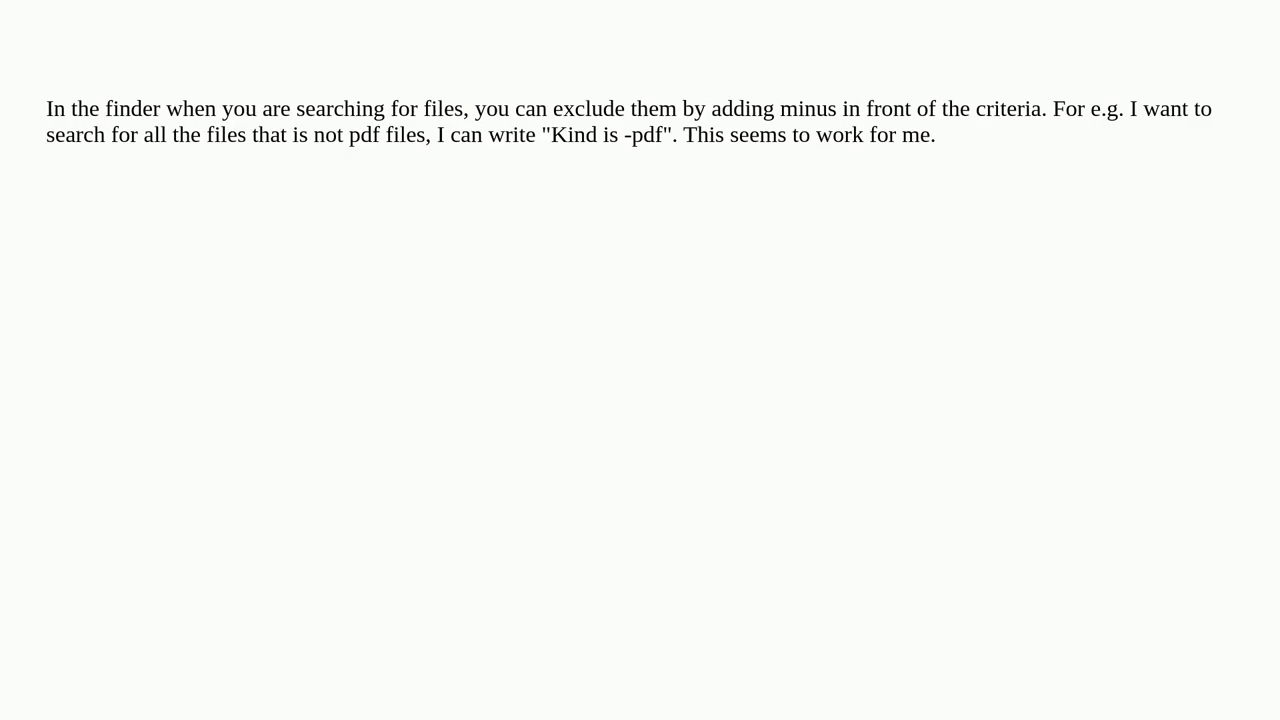 In the finder when you are searching for files, you can exclude them by adding minus in front of the criteria. For e.g. I want to
search for all the files that is not pdf files, I can write "Kind is -pdf". This seems to work for me.